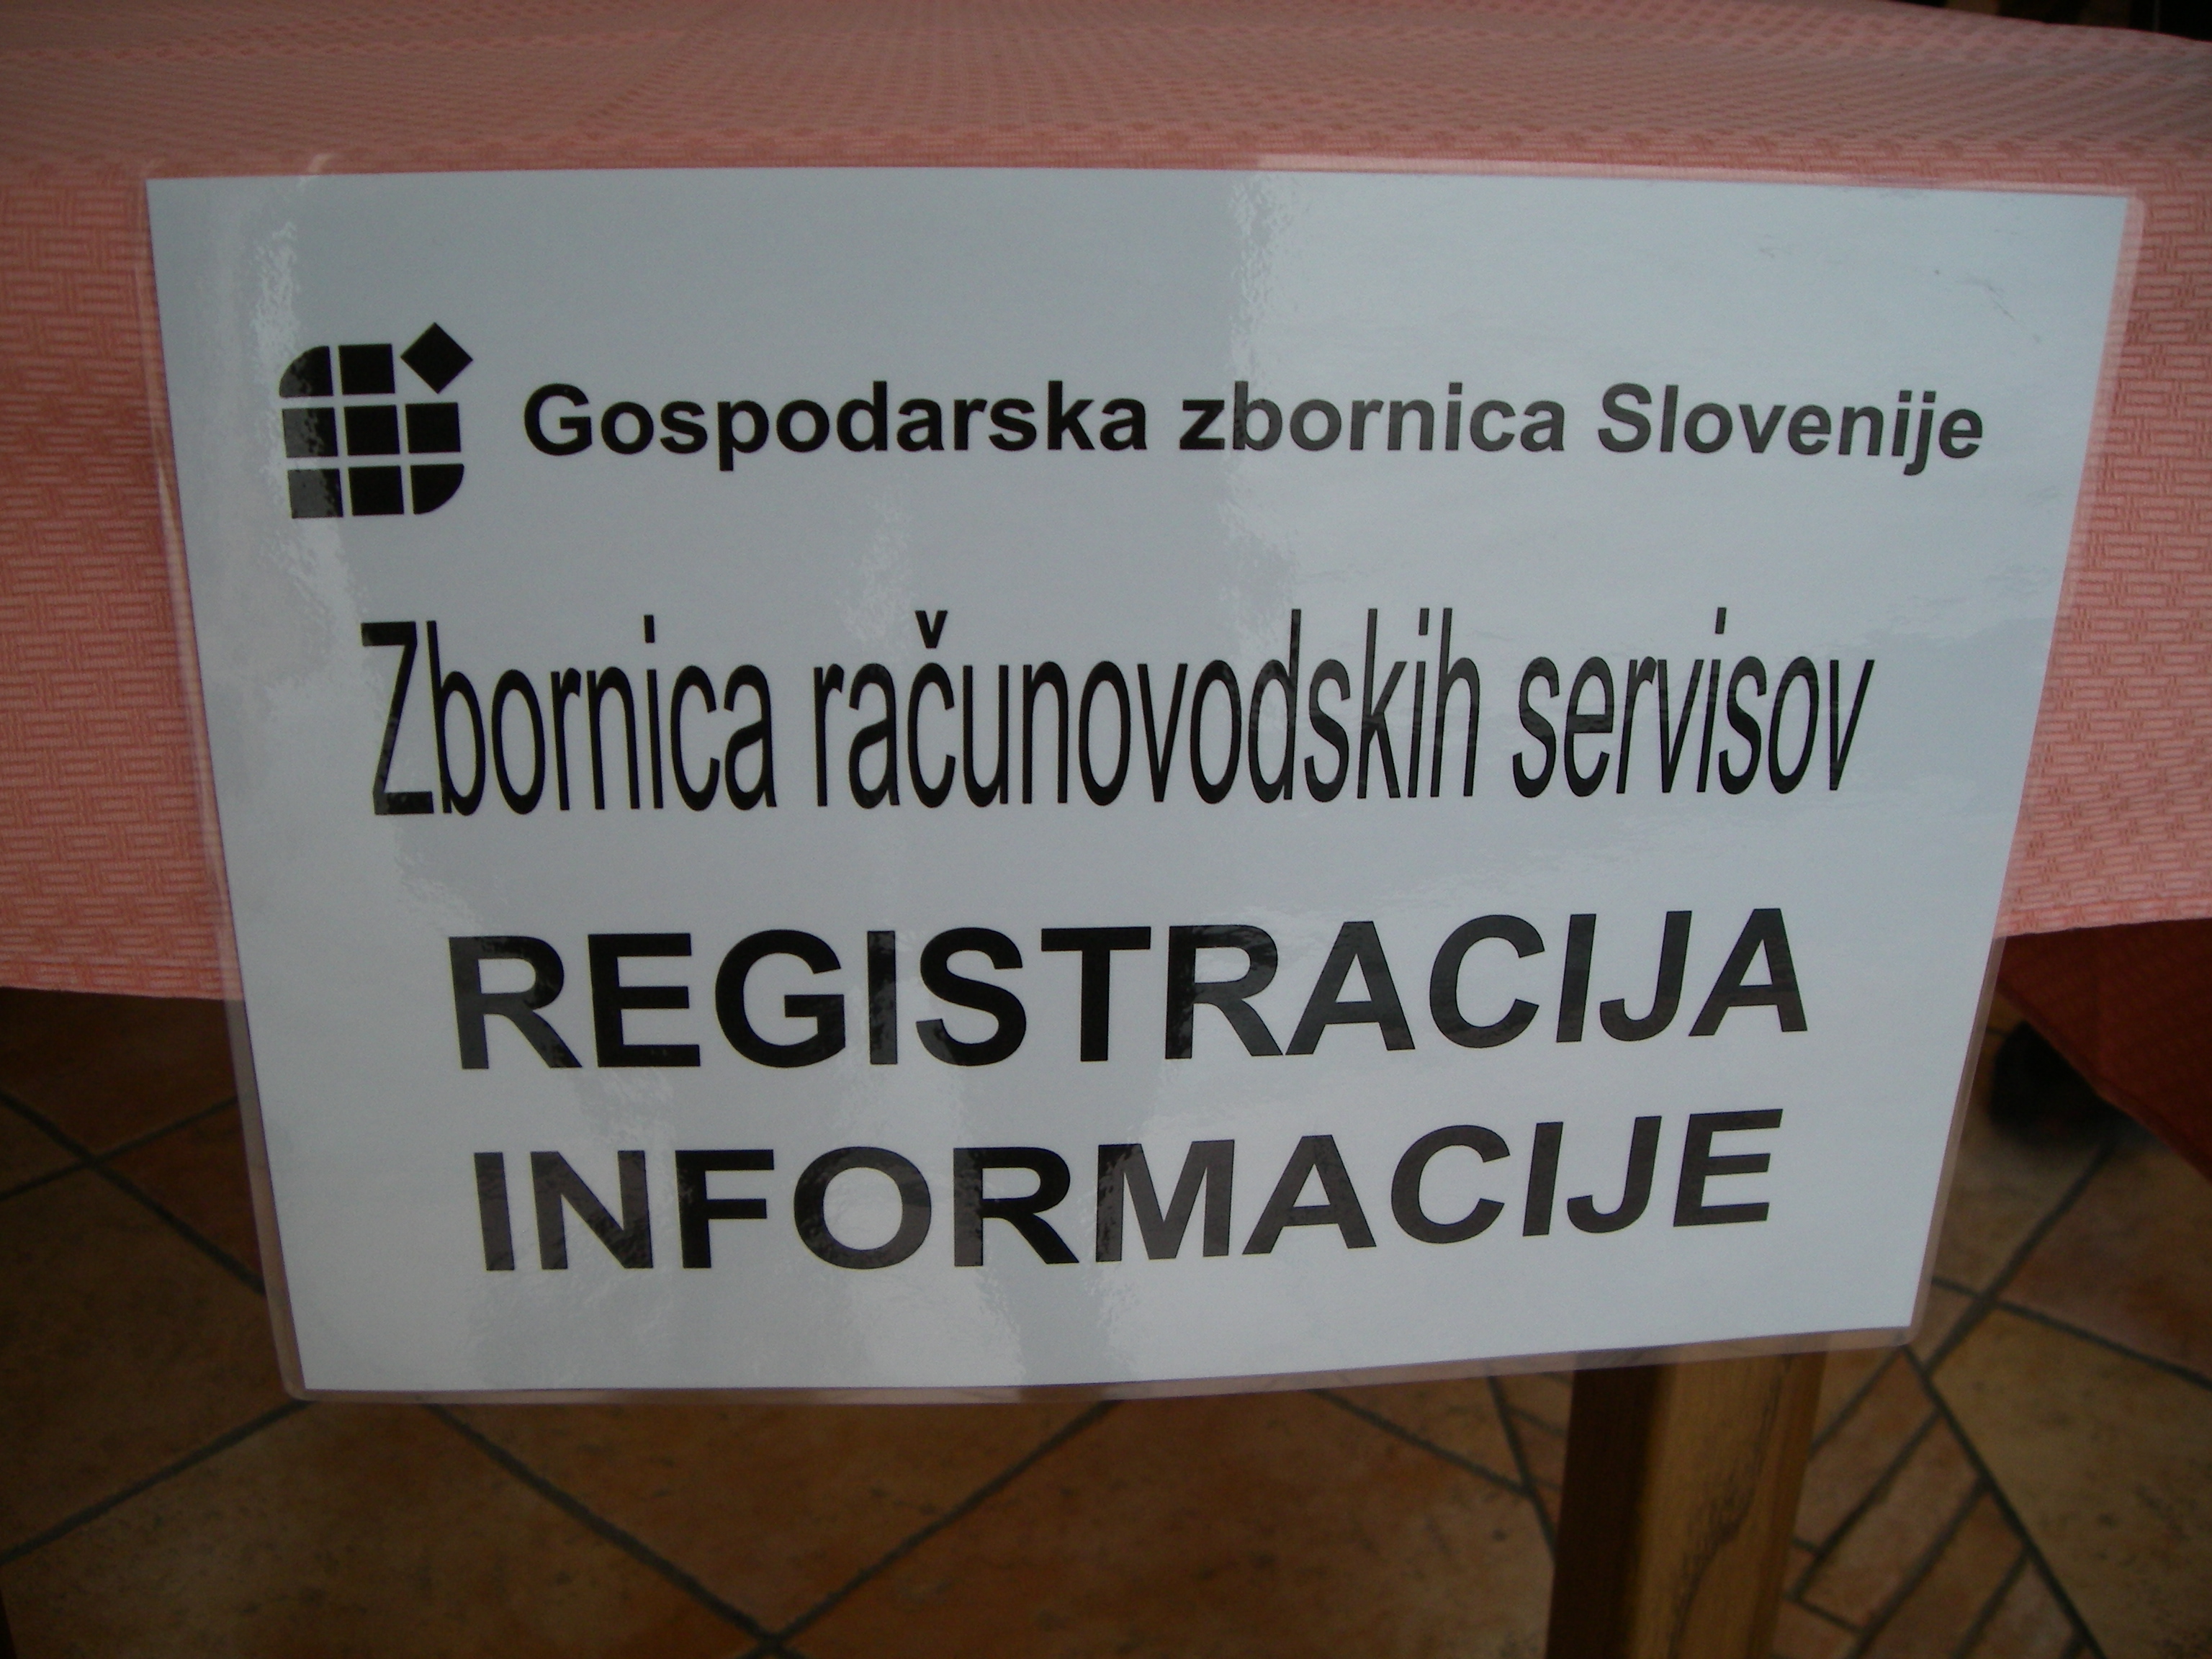 Gospodarska zbornica Slovenije
Zbornica računovodskih servisov
REGISTRACIJA
INFORMACIJE